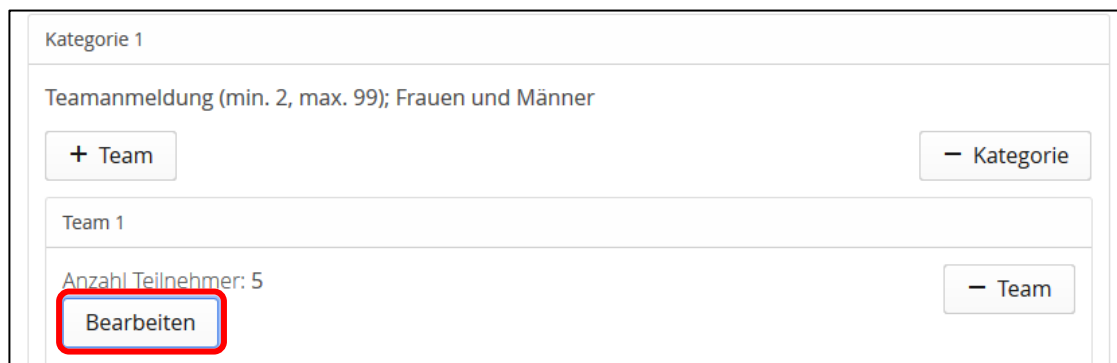 Kategorie 1
Teamanmeldung (min. 2, max. 99); Frauen und Männer
+ Team
− Kategorie
Team 1
Anzahl Teilnehmer: 5
− Team
Bearbeiten